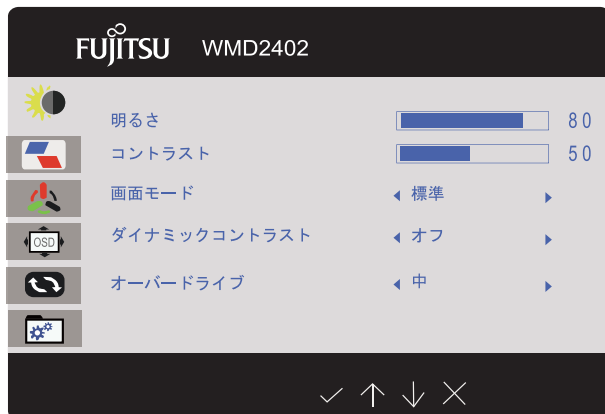 FUJITSU WMD2402
明るさ 80
コントラスト 50
画面モード 標準
ダイナミックコントラスト オフ
OSD
オーバードライブ 中